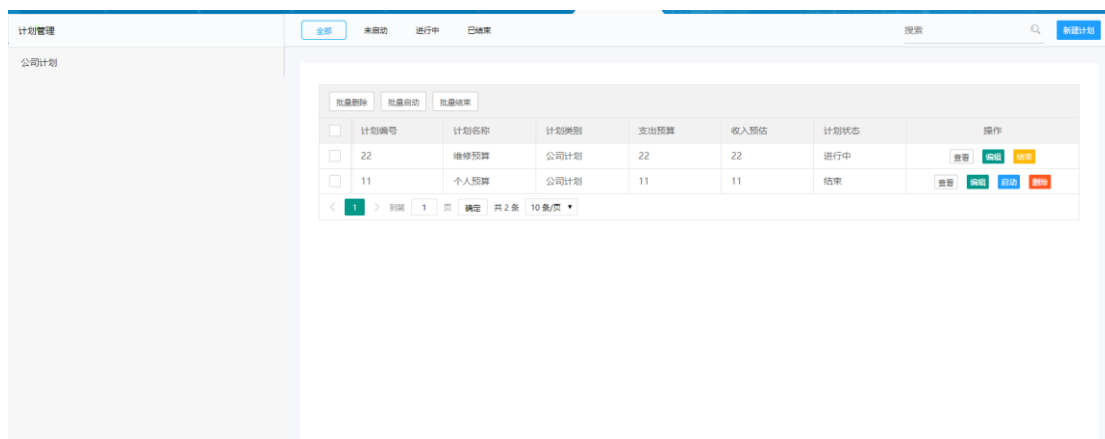 计划管理 全部 未启动 进行中 已结束 搜索 新建计划
公司计划
批量删除 批量启动 批量结束
计划编号 计划名称 计划类别 支出预算 收入预估 计划状态 操作
22 维修预算 公司计划 22 22 进行中 查看 编辑 结束
11 个人预算 公司计划 11 11 结束 查看 编辑 启动 删除
< 1 > 到第 1 页 确定 共 2 条 10 条/页